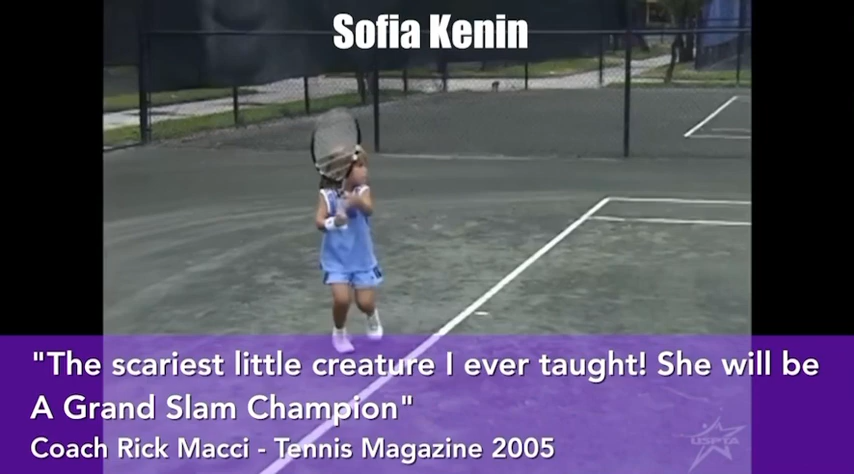 Sofia Kenin
"The scariest little creature I ever taught! She will be
A Grand Slam Champion"
Coach Rick Macci - Tennis Magazine 2005
USPTA